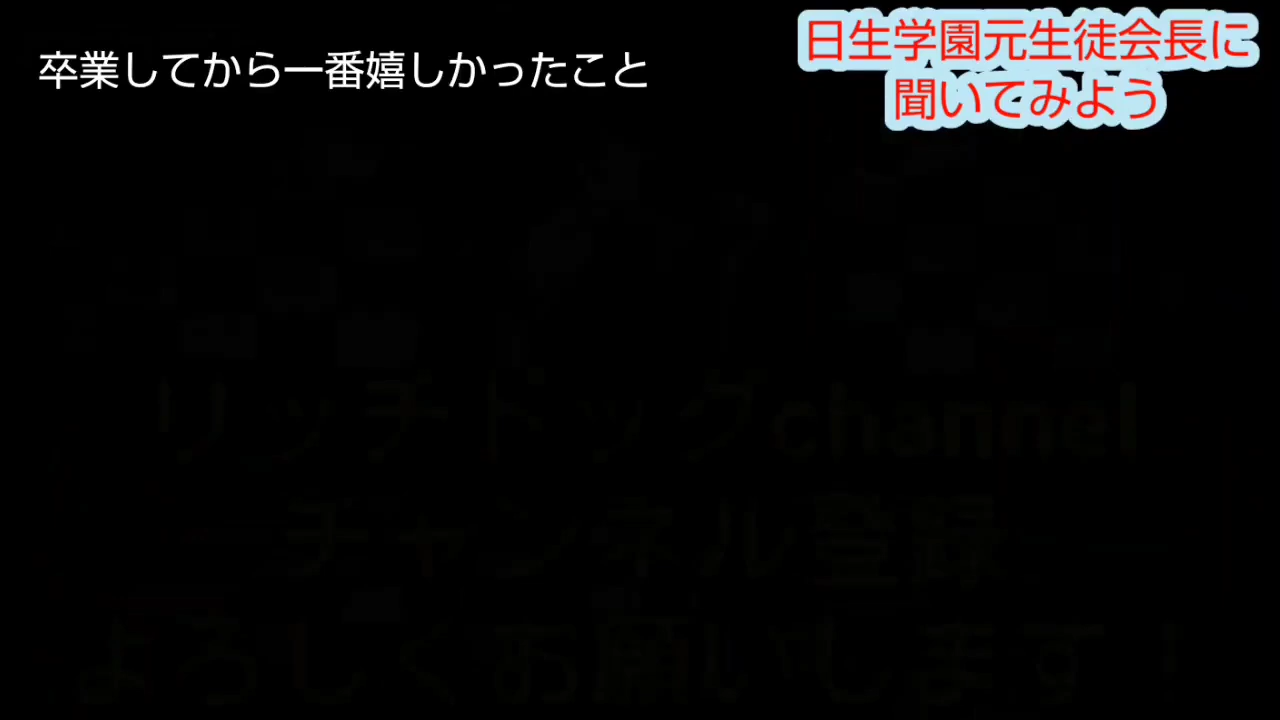 卒業してから一番嬉しかったこと
日生学園元生徒会長に
聞いてみよう
リッチドッグchannel
チャンネル登録
よろしくお願いします！